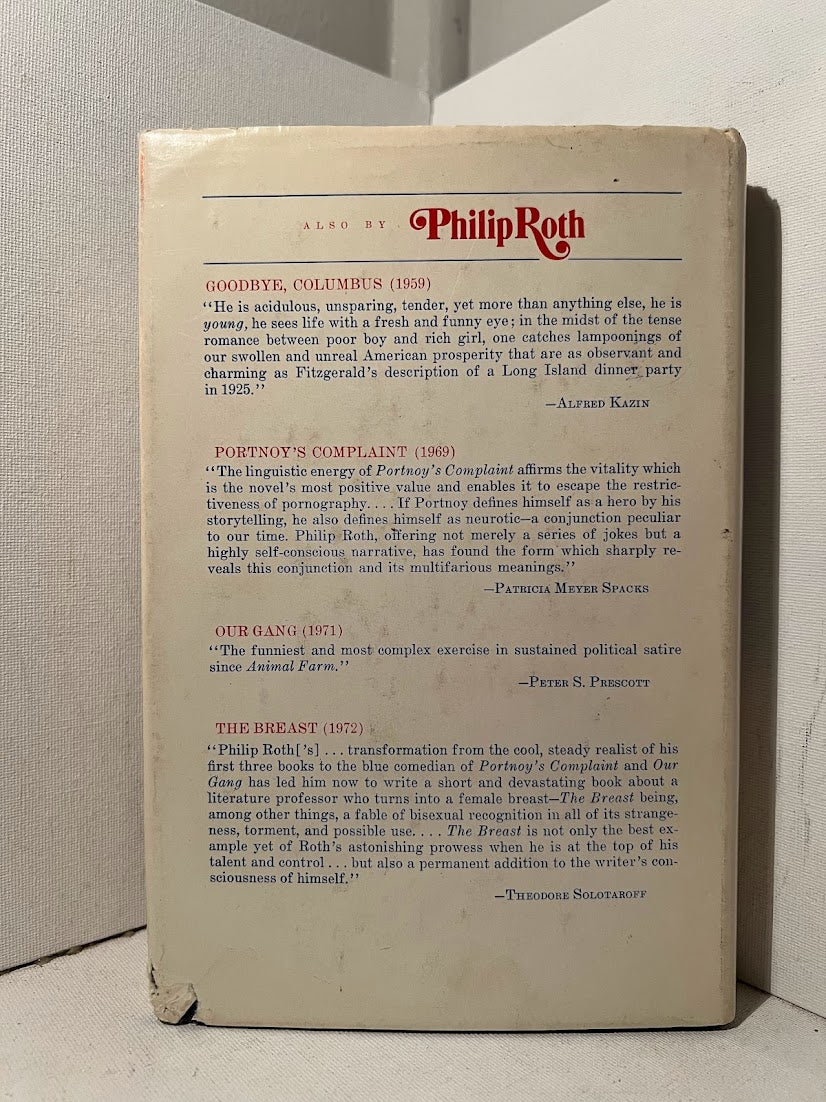 ALSO BY Philip Roth
GOODBYE, COLUMBUS (1959)
“He is acidulous, unsparing, tender, yet more than anything else, he is
young, he sees life with a fresh and funny eye; in the midst of the tense
romance between poor boy and rich girl, one catches lampoonings of
our swollen and unreal American prosperity that are as observant and
charming as Fitzgerald’s description of a Long Island dinner party
in 1925.”
—ALFRED KAZIN
PORTNOY’S COMPLAINT (1969)
“The linguistic energy of Portnoy’s Complaint affirms the vitality which
is the novel’s most positive value and enables it to escape the restric-
tiveness of pornography. . . . If Portnoy defines himself as a hero by his
storytelling, he also defines himself as neurotic—a conjunction peculiar
to our time. Philip Roth, offering not merely a series of jokes but a
highly self-conscious narrative, has found the form which sharply re-
veals this conjunction and its multifarious meanings.”
—PATRICIA MEYER SPACKS
OUR GANG (1971)
“The funniest and most complex exercise in sustained political satire
since Animal Farm.”
—PETER S. PRESCOTT
THE BREAST (1972)
“Philip Roth[’s] . . . transformation from the cool, steady realist of his
first three books to the blue comedian of Portnoy’s Complaint and Our
Gang has led him now to write a short and devastating book about a
literature professor who turns into a female breast—The Breast being,
among other things, a fable of bisexual recognition in all of its strange-
ness, torment, and possible use. . . . The Breast is not only the best ex-
ample yet of Roth’s astonishing prowess when he is at the top of his
talent and control . . . but also a permanent addition to the writer’s con-
sciousness of himself.”
—THEODORE SOLOTAROFF